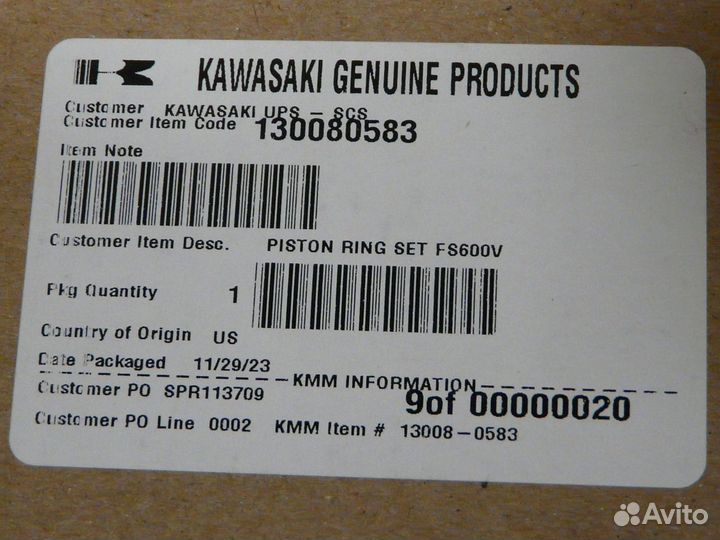 KAWASAKI GENUINE PRODUCTS
Customer KAWASAKI UPS - SCS
Customer Item Code 130080583
Item Note
Customer Item Desc. PISTON RING SET FS600V
Pkg Quantity 1
Country of Origin US
Date Packaged 11/29/23
KMM INFORMATION
Customer PO SPR113709 9of 00000020
Customer PO Line 0002 KMM Item # 13008-0583
Avito